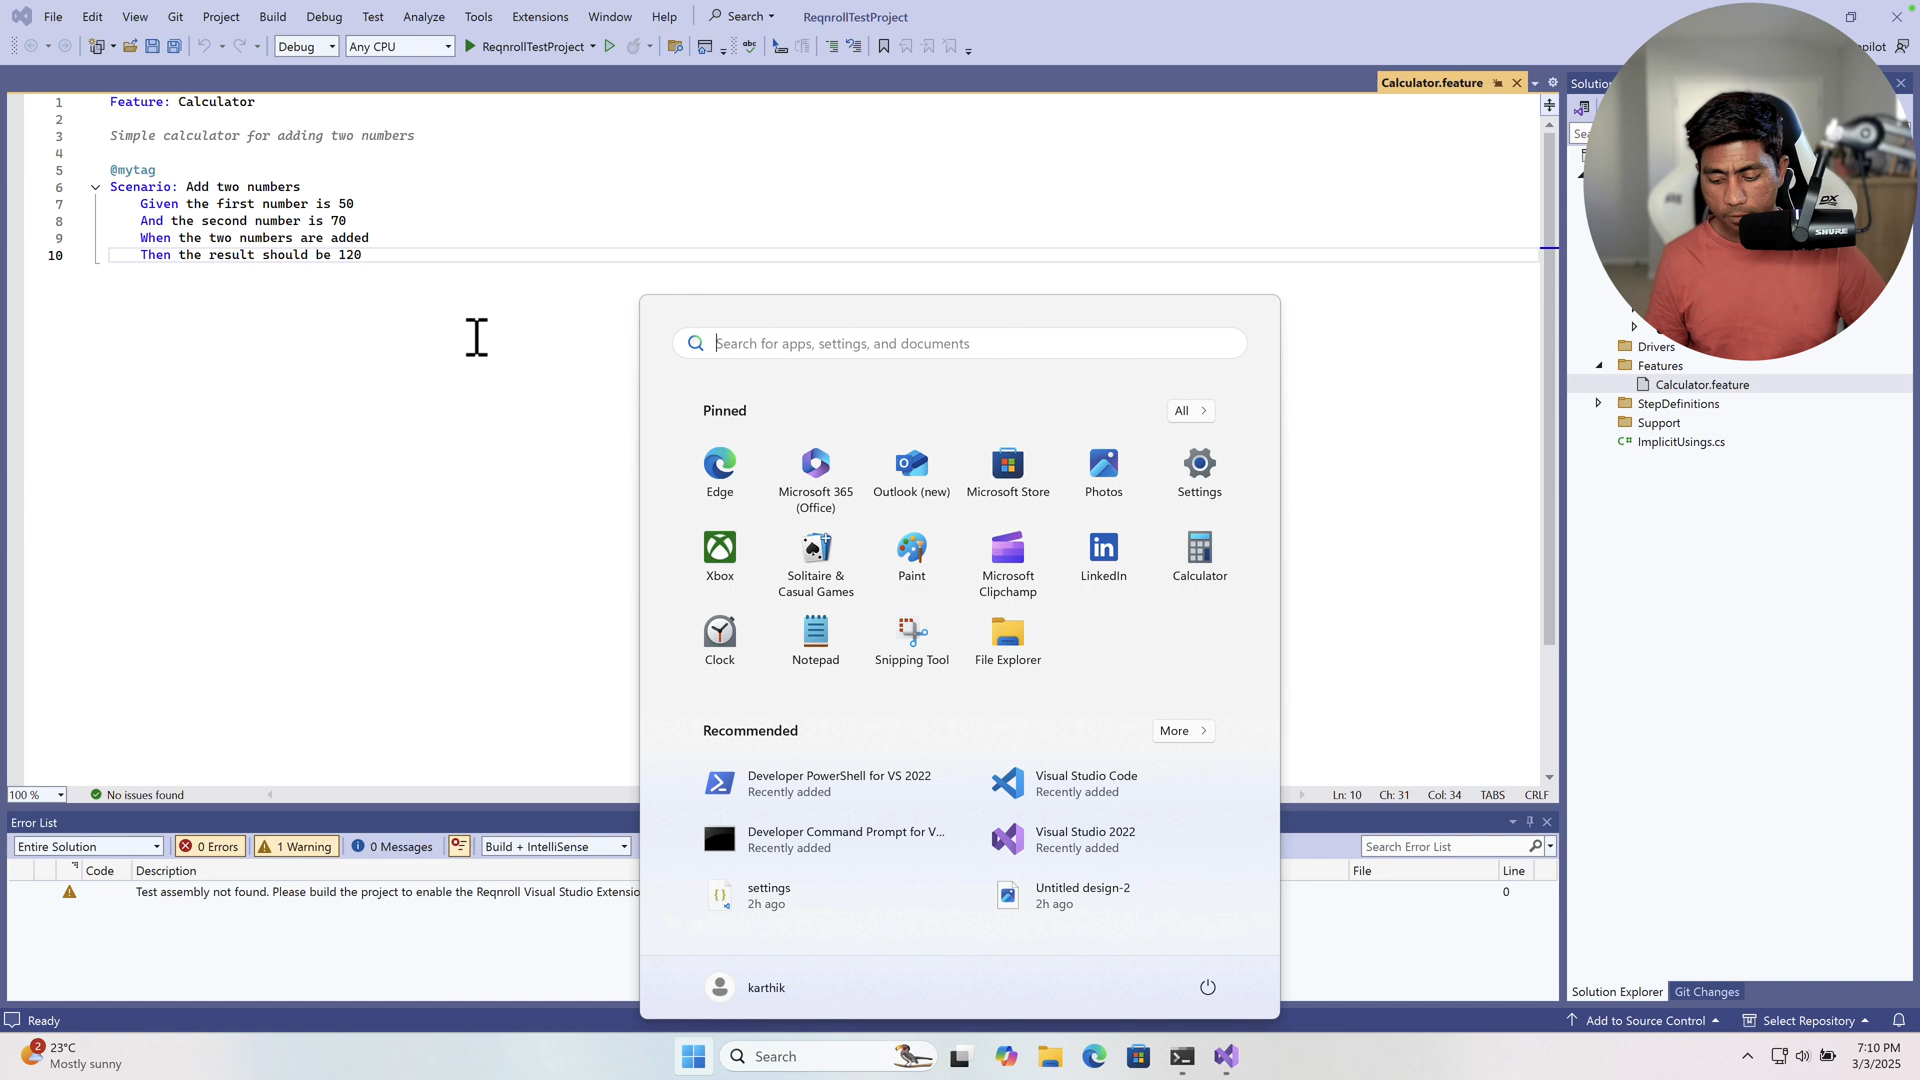 File Edit View Git Project Build Debug Test Analyze Tools Extensions Window Help Search ReqnrollTestProject
Debug Any CPU ReqnrollTestProject
Calculator.feature
1 Feature: Calculator
2
3 Simple calculator for adding two numbers
4
5 @mytag
6 Scenario: Add two numbers
7 Given the first number is 50
8 And the second number is 70
9 When the two numbers are added
10 Then the result should be 120
DX
SHURE
Drivers
Features
Calculator.feature
StepDefinitions
Support
C# ImplicitUsings.cs
Search for apps, settings, and documents
Pinned All
Edge Microsoft 365 (Office) Outlook (new) Microsoft Store Photos Settings
Xbox Solitaire & Casual Games Paint Microsoft Clipchamp LinkedIn Calculator
Clock Notepad Snipping Tool File Explorer
Recommended More
Developer PowerShell for VS 2022
Recently added
Visual Studio Code
Recently added
Developer Command Prompt for V...
Recently added
Visual Studio 2022
Recently added
settings
2h ago
Untitled design-2
2h ago
karthik
100 % No issues found Ln: 10 Ch: 31 Col: 34 TABS CRLF
Error List
Entire Solution 0 Errors 1 Warning 0 Messages Build + IntelliSense Search Error List
Code Description File Line
Test assembly not found. Please build the project to enable the Reqnroll Visual Studio 0
Solution Explorer Git Changes
Ready Add to Source Control Select Repository
2 23°C
Mostly sunny
Search
7:10 PM
3/3/2025